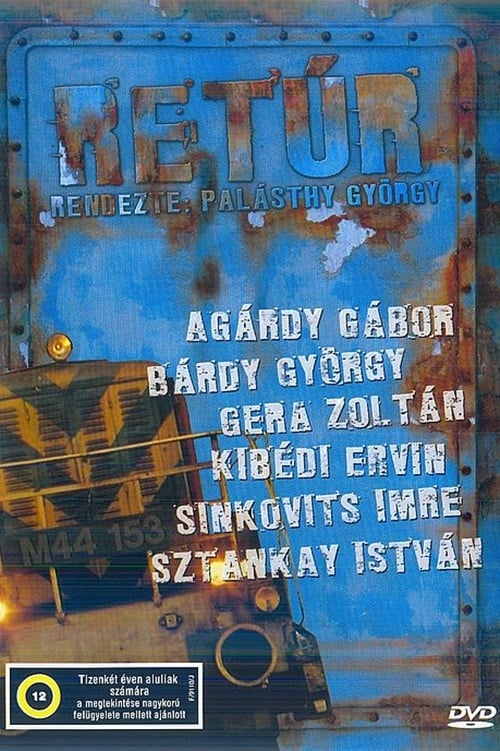 RETÚR
RENDEZTE: PALÁSTHY GYÖRGY
AGÁRDY GÁBOR
BÁRDY GYÖRGY
GERA ZOLTÁN
KIBÉDI ERVIN
SINKOVITS IMRE
SZTANKAY ISTVÁN
M44 153
12
Tizenkét éven aluliak
számára
a megtekintése nagykorú
felügyelete mellett ajánlott
F/9110/J
DVD